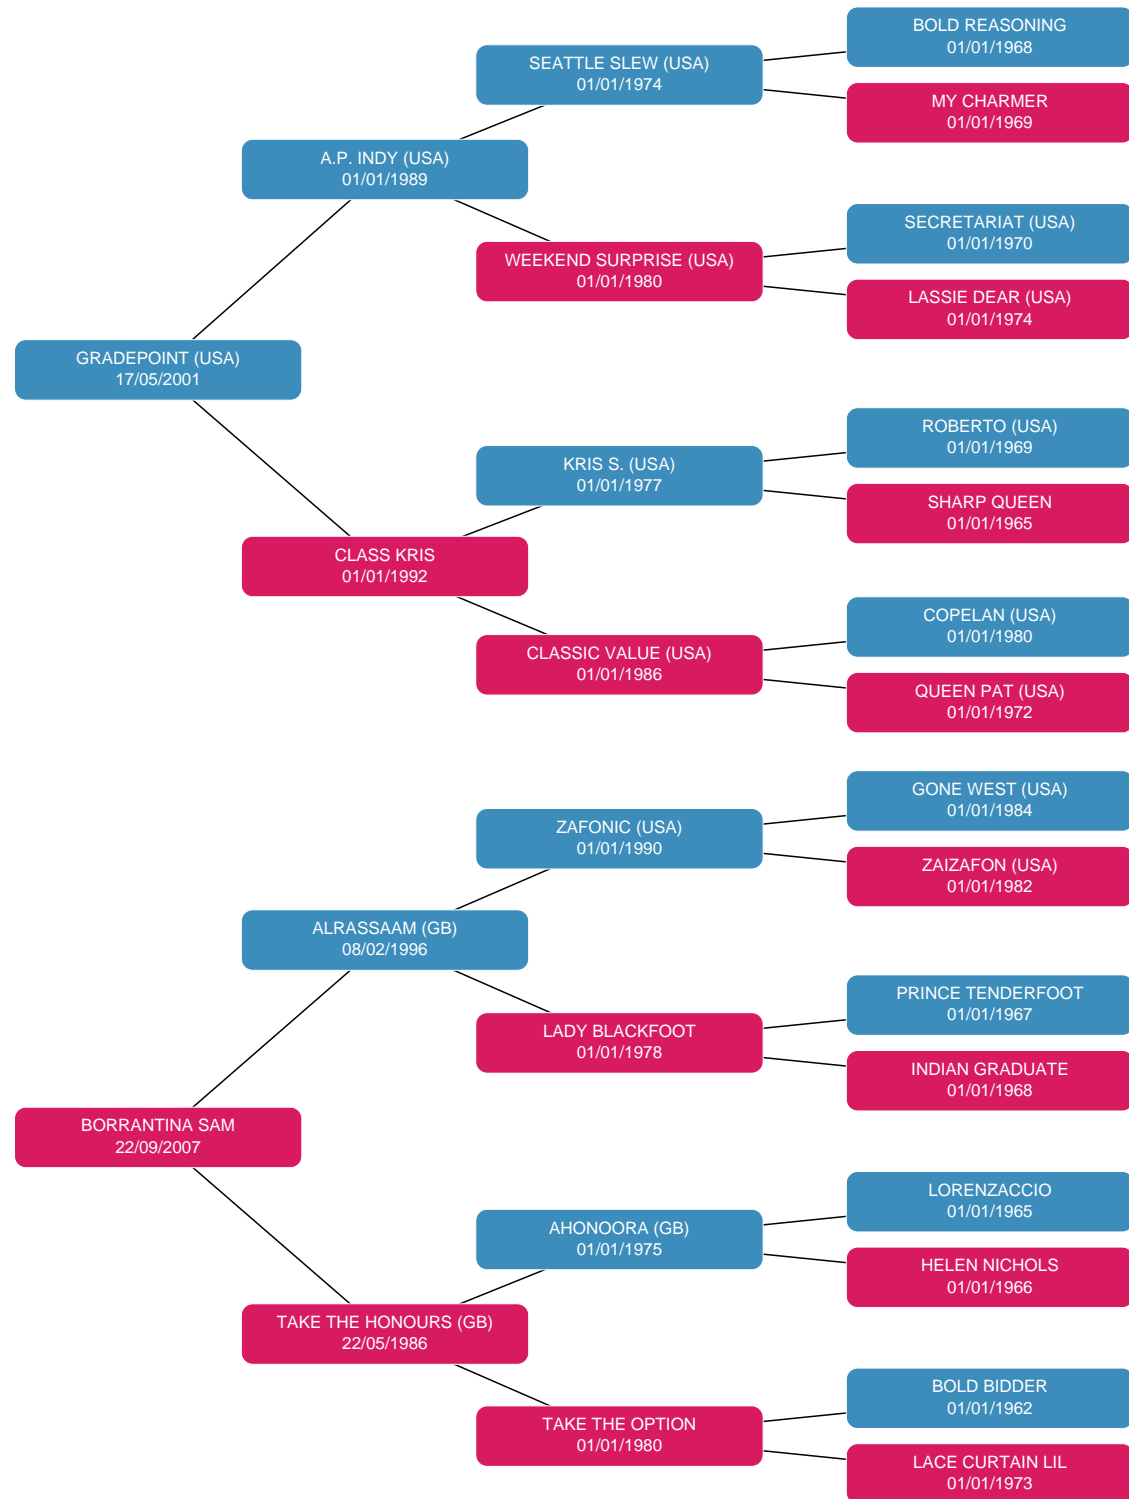 BOLD REASONING
01/01/1968
SEATTLE SLEW (USA)
01/01/1974
MY CHARMER
01/01/1969
A.P. INDY (USA)
01/01/1989
SECRETARIAT (USA)
01/01/1970
WEEKEND SURPRISE (USA)
01/01/1980
LASSIE DEAR (USA)
01/01/1974
GRADEPOINT (USA)
17/05/2001
ROBERTO (USA)
01/01/1969
KRIS S. (USA)
01/01/1977
SHARP QUEEN
01/01/1965
CLASS KRIS
01/01/1992
COPELAN (USA)
01/01/1980
CLASSIC VALUE (USA)
01/01/1986
QUEEN PAT (USA)
01/01/1972
GONE WEST (USA)
01/01/1984
ZAFONIC (USA)
01/01/1990
ZAIZAFON (USA)
01/01/1982
ALRASSAAM (GB)
08/02/1996
PRINCE TENDERFOOT
01/01/1967
LADY BLACKFOOT
01/01/1978
INDIAN GRADUATE
01/01/1968
BORRANTINA SAM
22/09/2007
LORENZACCIO
01/01/1965
AHONOORA (GB)
01/01/1975
HELEN NICHOLS
01/01/1966
TAKE THE HONOURS (GB)
22/05/1986
BOLD BIDDER
01/01/1962
TAKE THE OPTION
01/01/1980
LACE CURTAIN LIL
01/01/1973